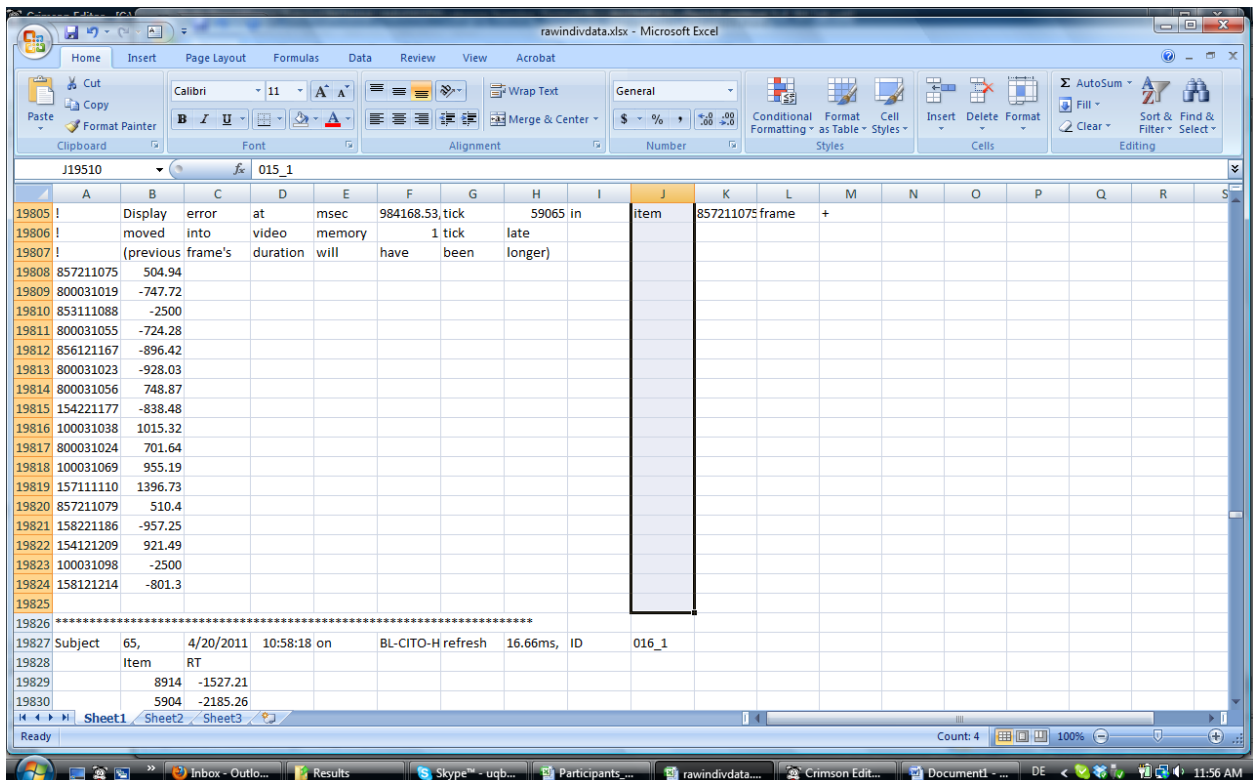 rawindivdata.xlsx - Microsoft Excel
Home Insert Page Layout Formulas Data Review View Acrobat
Paste Cut Copy Format Painter Clipboard
Calibri 11 A A B I U A Font
Wrap Text Merge & Center Alignment
General $ % , .0 .00 .00 .0 Number
Conditional Formatting Format as Table Cell Styles Styles
Insert Delete Format Cells
Σ AutoSum Fill Clear Sort & Filter Find & Select Editing
J19510 fx 015_1
A B C D E F G H I J K L M N O P Q R S
19805 ! Display error at msec 984168.53, tick 59065 in item 857211075 frame +
19806 ! moved into video memory 1 tick late
19807 ! (previous frame's duration will have been longer)
19808 857211075 504.94
19809 800031019 -747.72
19810 853111088 -2500
19811 800031055 -724.28
19812 856121167 -896.42
19813 800031023 -928.03
19814 800031056 748.87
19815 154221177 -838.48
19816 100031038 1015.32
19817 800031024 701.64
19818 100031069 955.19
19819 157111110 1396.73
19820 857211079 510.4
19821 158221186 -957.25
19822 154121209 921.49
19823 100031098 -2500
19824 158121214 -801.3
19825
19826 **********************************************************************
19827 Subject 65, 4/20/2011 10:58:18 on BL-CITO-H refresh 16.66ms, ID 016_1
19828 Item RT
19829 8914 -1527.21
19830 5904 -2185.26
Sheet1 Sheet2 Sheet3
Ready Count: 4 100%
» Inbox - Outlo... Results Skype™ - uqb... Participants_... rawindivdata.... Crimson Edit... Document1 - ... DE 11:56 AM